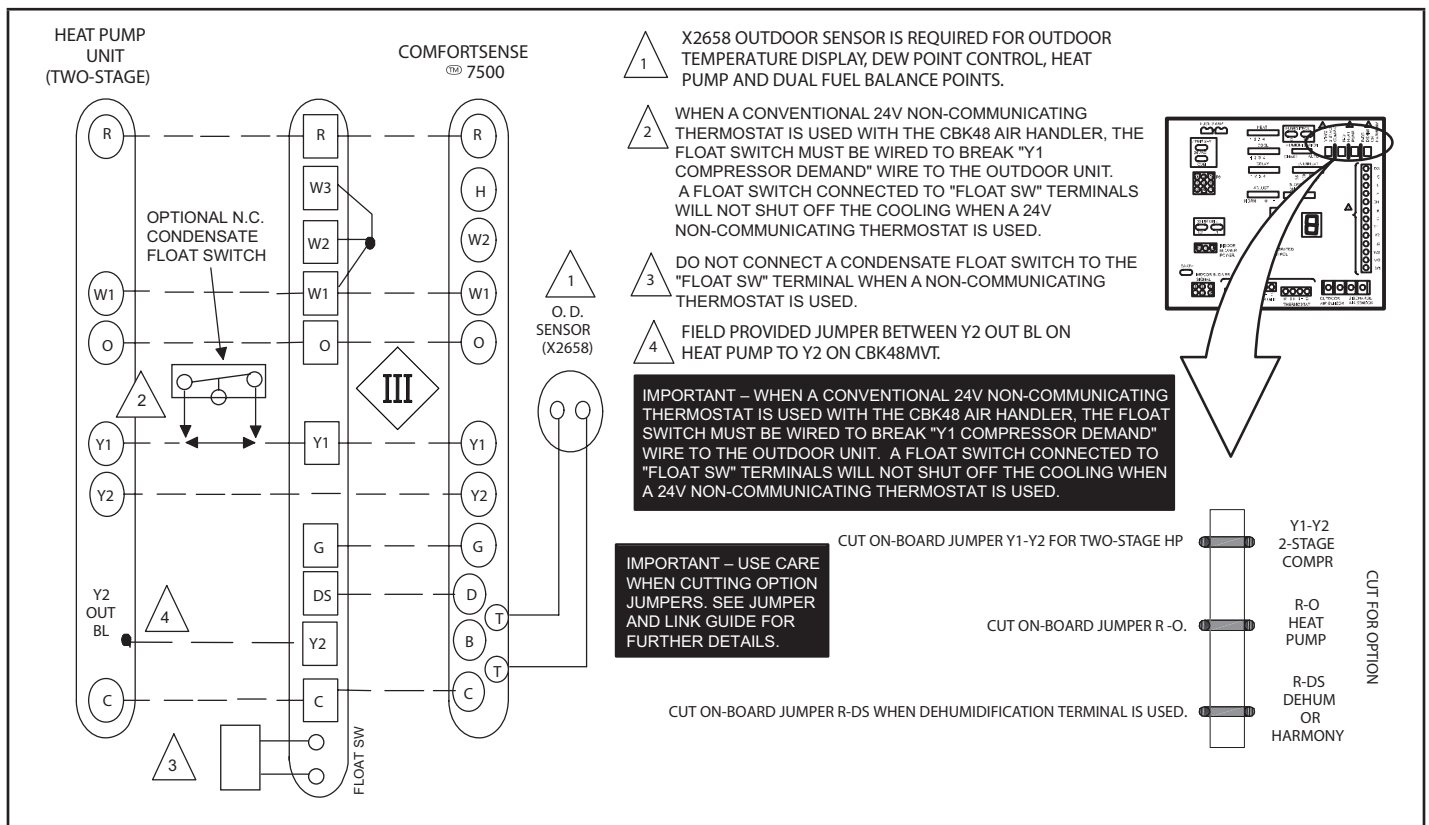 HEAT PUMP
UNIT
(TWO-STAGE)
COMFORTSENSE
™ 7500
R
R
R
W3
H
W2
W2
W1
W1
W1
O
O
O
Y1
Y1
Y1
Y2
Y2
G
G
DS
D
T
Y2
OUT
BL
Y2
B
T
C
C
C
FLOAT SW
OPTIONAL N.C.
CONDENSATE
FLOAT SWITCH
2
III
4
3
1
O. D.
SENSOR
(X2658)
1
X2658 OUTDOOR SENSOR IS REQUIRED FOR OUTDOOR
TEMPERATURE DISPLAY, DEW POINT CONTROL, HEAT
PUMP AND DUAL FUEL BALANCE POINTS.
2
WHEN A CONVENTIONAL 24V NON-COMMUNICATING
THERMOSTAT IS USED WITH THE CBK48 AIR HANDLER, THE
FLOAT SWITCH MUST BE WIRED TO BREAK "Y1
COMPRESSOR DEMAND" WIRE TO THE OUTDOOR UNIT.
A FLOAT SWITCH CONNECTED TO "FLOAT SW" TERMINALS
WILL NOT SHUT OFF THE COOLING WHEN A 24V
NON-COMMUNICATING THERMOSTAT IS USED.
3
DO NOT CONNECT A CONDENSATE FLOAT SWITCH TO THE
"FLOAT SW" TERMINAL WHEN A NON-COMMUNICATING
THERMOSTAT IS USED.
4
FIELD PROVIDED JUMPER BETWEEN Y2 OUT BL ON
HEAT PUMP TO Y2 ON CBK48MVT.
IMPORTANT – WHEN A CONVENTIONAL 24V NON-COMMUNICATING
THERMOSTAT IS USED WITH THE CBK48 AIR HANDLER, THE FLOAT
SWITCH MUST BE WIRED TO BREAK "Y1 COMPRESSOR DEMAND"
WIRE TO THE OUTDOOR UNIT. A FLOAT SWITCH CONNECTED TO
"FLOAT SW" TERMINALS WILL NOT SHUT OFF THE COOLING WHEN
A 24V NON-COMMUNICATING THERMOSTAT IS USED.
IMPORTANT – USE CARE
WHEN CUTTING OPTION
JUMPERS. SEE JUMPER
AND LINK GUIDE FOR
FURTHER DETAILS.
HEAT
COOL
DELAY
ADJUST
INDOOR
BLOWER
POWER
THERMOSTAT
CUT ON-BOARD JUMPER Y1-Y2 FOR TWO-STAGE HP
Y1-Y2
2-STAGE
COMPR
CUT ON-BOARD JUMPER R -O.
R-O
HEAT
PUMP
CUT ON-BOARD JUMPER R-DS WHEN DEHUMIDIFICATION TERMINAL IS USED.
R-DS
DEHUM
OR
HARMONY
CUT FOR OPTION